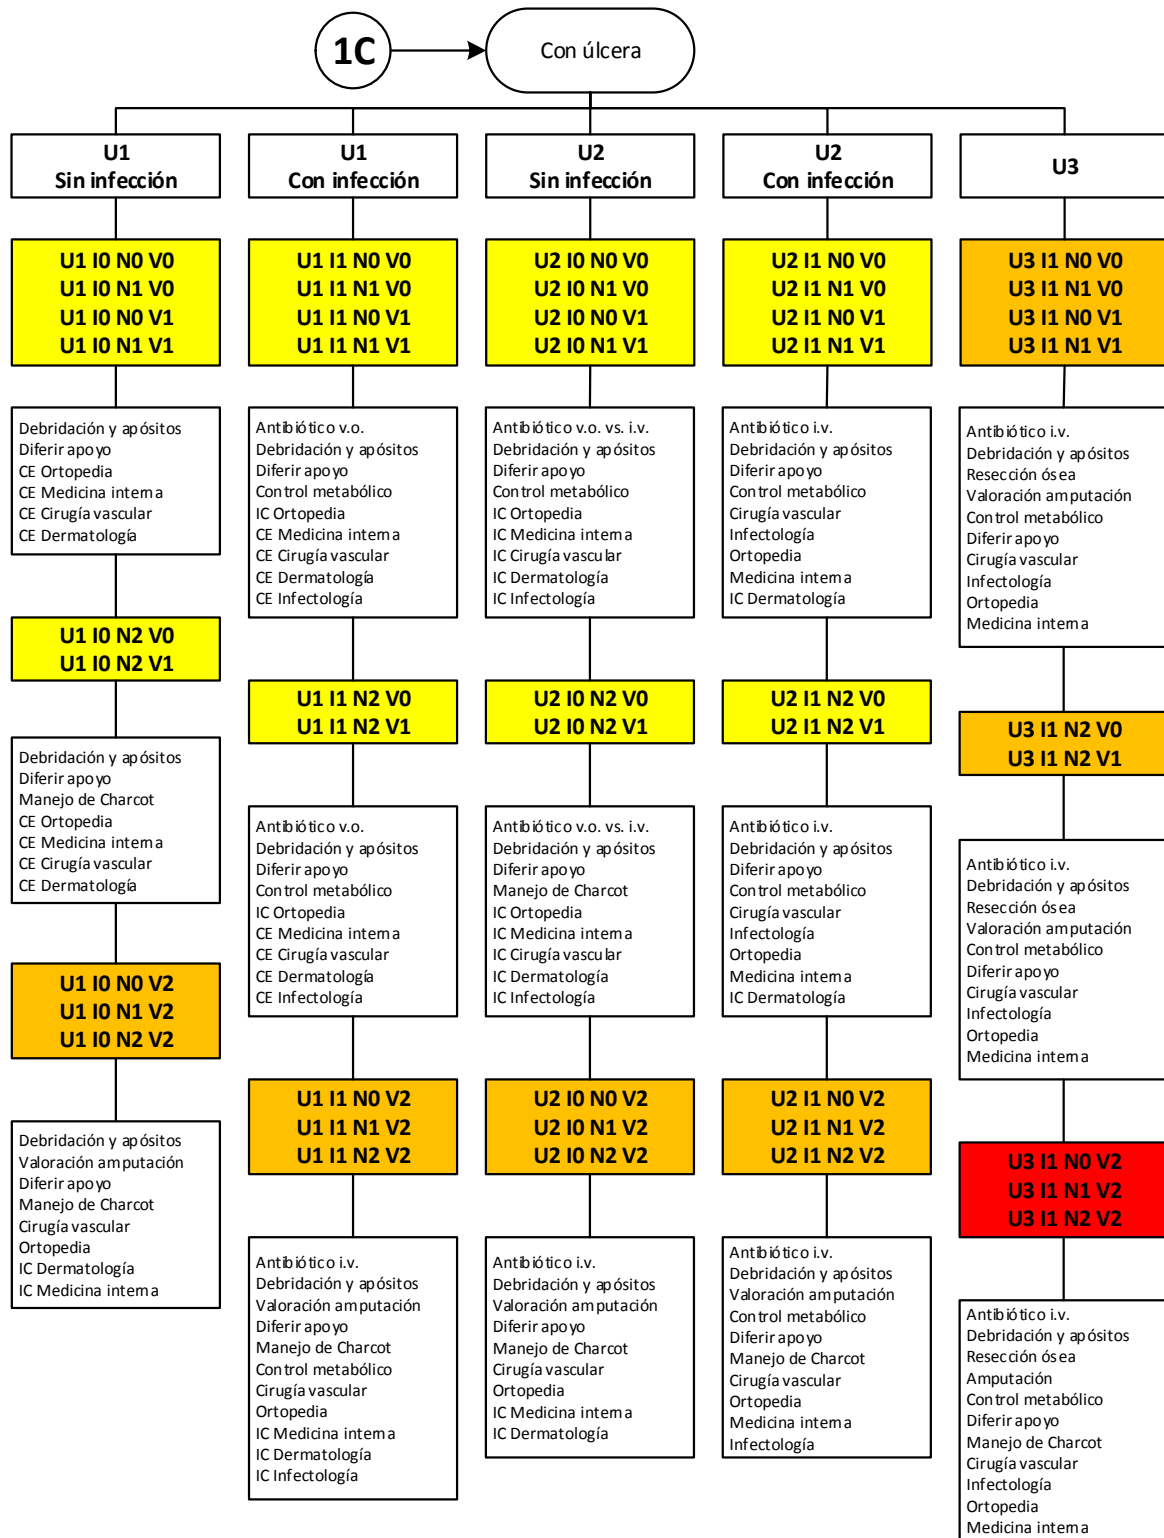 1C
Con úlcera
U1
Sin infección
U1 I0 N0 V0
U1 I0 N1 V0
U1 I0 N0 V1
U1 I0 N1 V1
Debridación y apósitos
Diferir apoyo
CE Ortopedia
CE Medicina interna
CE Cirugía vascular
CE Dermatología
U1 I0 N2 V0
U1 I0 N2 V1
Debridación y apósitos
Diferir apoyo
Manejo de Charcot
CE Ortopedia
CE Medicina interna
CE Cirugía vascular
CE Dermatología
U1 I0 N0 V2
U1 I0 N1 V2
U1 I0 N2 V2
Debridación y apósitos
Valoración amputación
Diferir apoyo
Manejo de Charcot
Cirugía vascular
Ortopedia
IC Dermatología
IC Medicina interna
U1
Con infección
U1 I1 N0 V0
U1 I1 N1 V0
U1 I1 N0 V1
U1 I1 N1 V1
Antibiótico v.o.
Debridación y apósitos
Diferir apoyo
Control metabólico
IC Ortopedia
CE Medicina interna
CE Cirugía vascular
CE Dermatología
CE Infectología
U1 I1 N2 V0
U1 I1 N2 V1
Antibiótico v.o.
Debridación y apósitos
Diferir apoyo
Control metabólico
IC Ortopedia
CE Medicina interna
CE Cirugía vascular
CE Dermatología
CE Infectología
U1 I1 N0 V2
U1 I1 N1 V2
U1 I1 N2 V2
Antibiótico i.v.
Debridación y apósitos
Valoración amputación
Diferir apoyo
Manejo de Charcot
Control metabólico
Cirugía vascular
Ortopedia
IC Medicina interna
IC Dermatología
IC Infectología
U2
Sin infección
U2 I0 N0 V0
U2 I0 N1 V0
U2 I0 N0 V1
U2 I0 N1 V1
Antibiótico v.o. vs. i.v.
Debridación y apósitos
Diferir apoyo
Control metabólico
IC Ortopedia
IC Medicina interna
IC Cirugía vascular
IC Dermatología
IC Infectología
U2 I0 N2 V0
U2 I0 N2 V1
Antibiótico v.o. vs. i.v.
Debridación y apósitos
Diferir apoyo
Manejo de Charcot
IC Ortopedia
IC Medicina interna
IC Cirugía vascular
IC Dermatología
IC Infectología
U2 I0 N0 V2
U2 I0 N1 V2
U2 I0 N2 V2
Antibiótico i.v.
Debridación y apósitos
Valoración amputación
Diferir apoyo
Manejo de Charcot
Cirugía vascular
Ortopedia
IC Medicina interna
IC Dermatología
U2
Con infección
U2 I1 N0 V0
U2 I1 N1 V0
U2 I1 N0 V1
U2 I1 N1 V1
Antibiótico i.v.
Debridación y apósitos
Diferir apoyo
Control metabólico
Cirugía vascular
Infectología
Ortopedia
Medicina interna
IC Dermatología
U2 I1 N2 V0
U2 I1 N2 V1
Antibiótico i.v.
Debridación y apósitos
Diferir apoyo
Control metabólico
Cirugía vascular
Infectología
Ortopedia
Medicina interna
IC Dermatología
U2 I1 N0 V2
U2 I1 N1 V2
U2 I1 N2 V2
Antibiótico i.v.
Debridación y apósitos
Valoración amputación
Control metabólico
Diferir apoyo
Manejo de Charcot
Cirugía vascular
Ortopedia
Medicina interna
Infectología
U3
U3 I1 N0 V0
U3 I1 N1 V0
U3 I1 N0 V1
U3 I1 N1 V1
Antibiótico i.v.
Debridación y apósitos
Resección ósea
Valoración amputación
Control metabólico
Diferir apoyo
Cirugía vascular
Infectología
Ortopedia
Medicina interna
U3 I1 N2 V0
U3 I1 N2 V1
Antibiótico i.v.
Debridación y apósitos
Resección ósea
Valoración amputación
Control metabólico
Diferir apoyo
Cirugía vascular
Infectología
Ortopedia
Medicina interna
U3 I1 N0 V2
U3 I1 N1 V2
U3 I1 N2 V2
Antibiótico i.v.
Debridación y apósitos
Resección ósea
Amputación
Control metabólico
Diferir apoyo
Manejo de Charcot
Cirugía vascular
Infectología
Ortopedia
Medicina interna